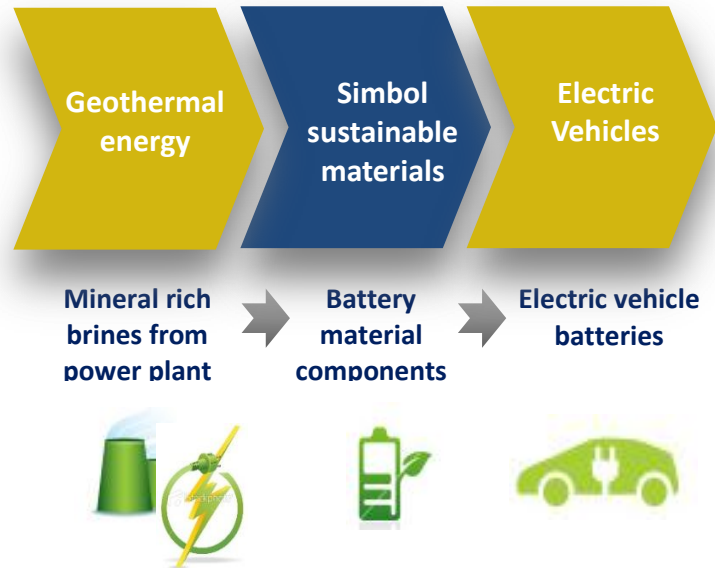 Geothermal
energy
Simbol
sustainable
materials
Electric
Vehicles
Mineral rich
brines from
power plant
Battery
material
components
Electric vehicle
batteries